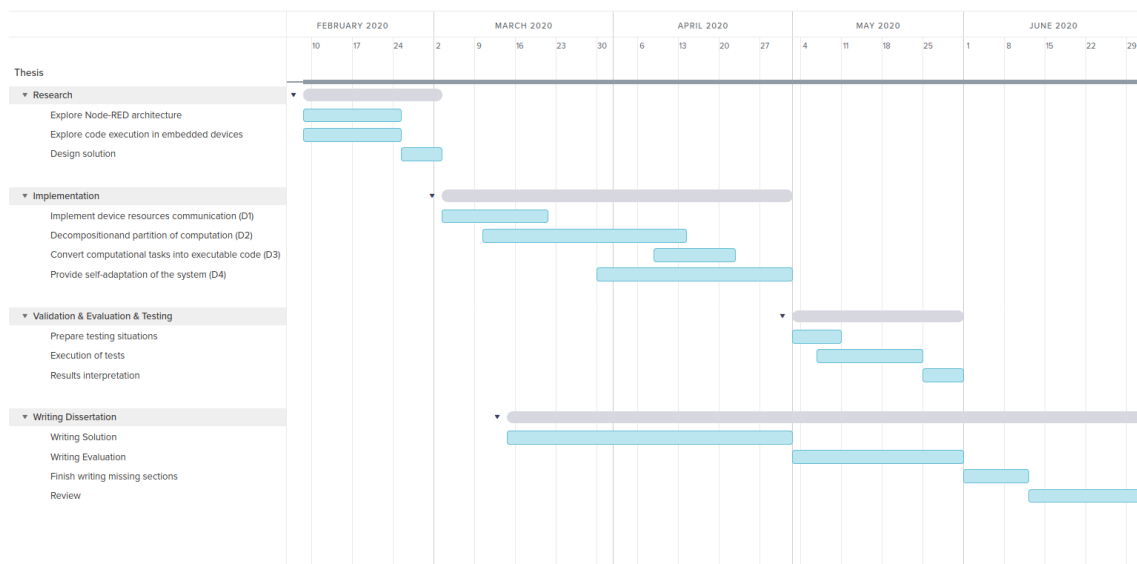 FEBRUARY 2020 MARCH 2020 APRIL 2020 MAY 2020 JUNE 2020
10 17 24 2 9 16 23 30 6 13 20 27 4 11 18 25 1 8 15 22 29
Thesis
Research
Explore Node-RED architecture
Explore code execution in embedded devices
Design solution
Implementation
Implement device resources communication (D1)
Decompositionand partition of computation (D2)
Convert computational tasks into executable code (D3)
Provide self-adaptation of the system (D4)
Validation & Evaluation & Testing
Prepare testing situations
Execution of tests
Results interpretation
Writing Dissertation
Writing Solution
Writing Evaluation
Finish writing missing sections
Review